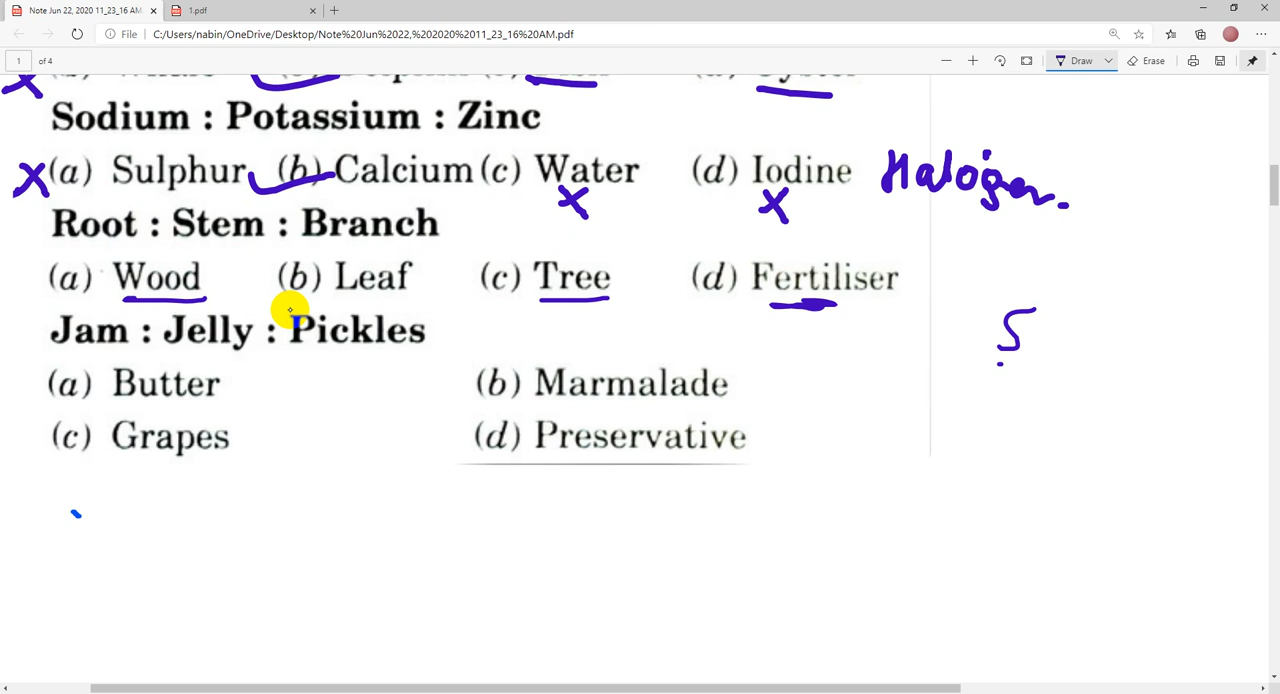 Note Jun 22, 2020 11_23_16 AM.
1.pdf
File C:/Users/nabin/OneDrive/Desktop/Note%20Jun%2022,%202020%2011_23_16%20AM.pdf
1 of 4 Draw Erase
Sodium : Potassium : Zinc
(a) Sulphur (b) Calcium (c) Water (d) Iodine Halogen.
Root : Stem : Branch
(a) Wood (b) Leaf (c) Tree (d) Fertiliser
Jam : Jelly : Pickles
5
(a) Butter (b) Marmalade
(c) Grapes (d) Preservative